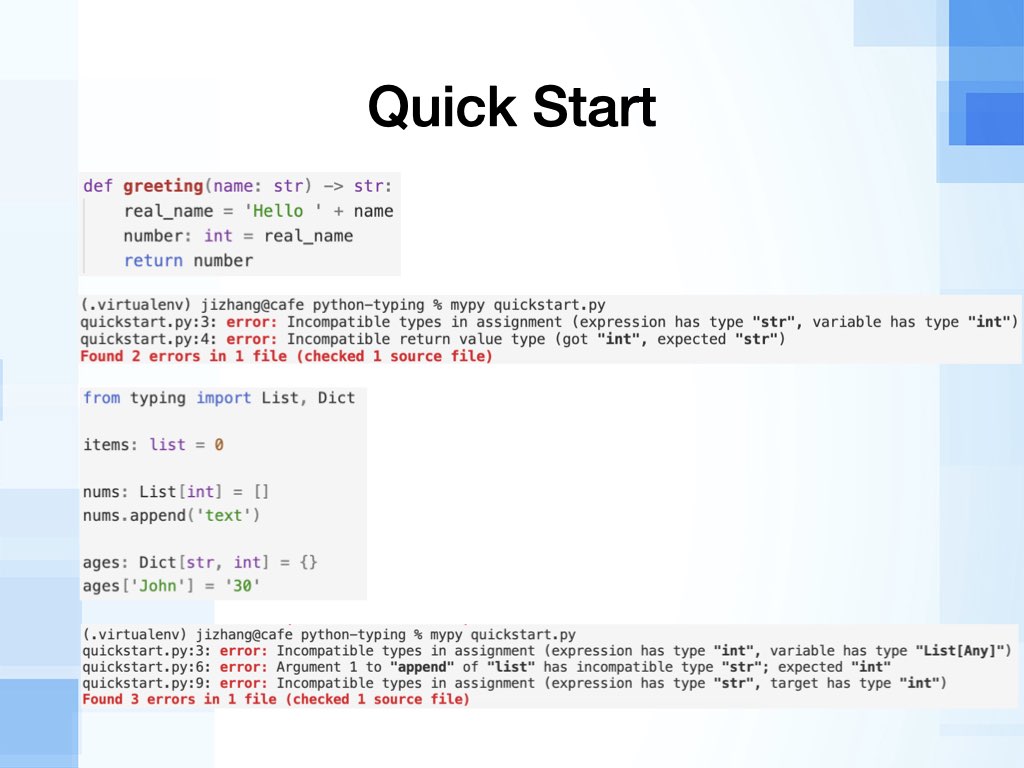 Quick Start
def greeting(name: str) -> str:
    real_name = 'Hello ' + name
    number: int = real_name
    return number
(.virtualenv) jizhang@cafe python-typing % mypy quickstart.py
quickstart.py:3: error: Incompatible types in assignment (expression has type "str", variable has type "int")
quickstart.py:4: error: Incompatible return value type (got "int", expected "str")
Found 2 errors in 1 file (checked 1 source file)
from typing import List, Dict
items: list = 0
nums: List[int] = []
nums.append('text')
ages: Dict[str, int] = {}
ages['John'] = '30'
(.virtualenv) jizhang@cafe python-typing % mypy quickstart.py
quickstart.py:3: error: Incompatible types in assignment (expression has type "int", variable has type "List[Any]")
quickstart.py:6: error: Argument 1 to "append" of "list" has incompatible type "str"; expected "int"
quickstart.py:9: error: Incompatible types in assignment (expression has type "str", target has type "int")
Found 3 errors in 1 file (checked 1 source file)